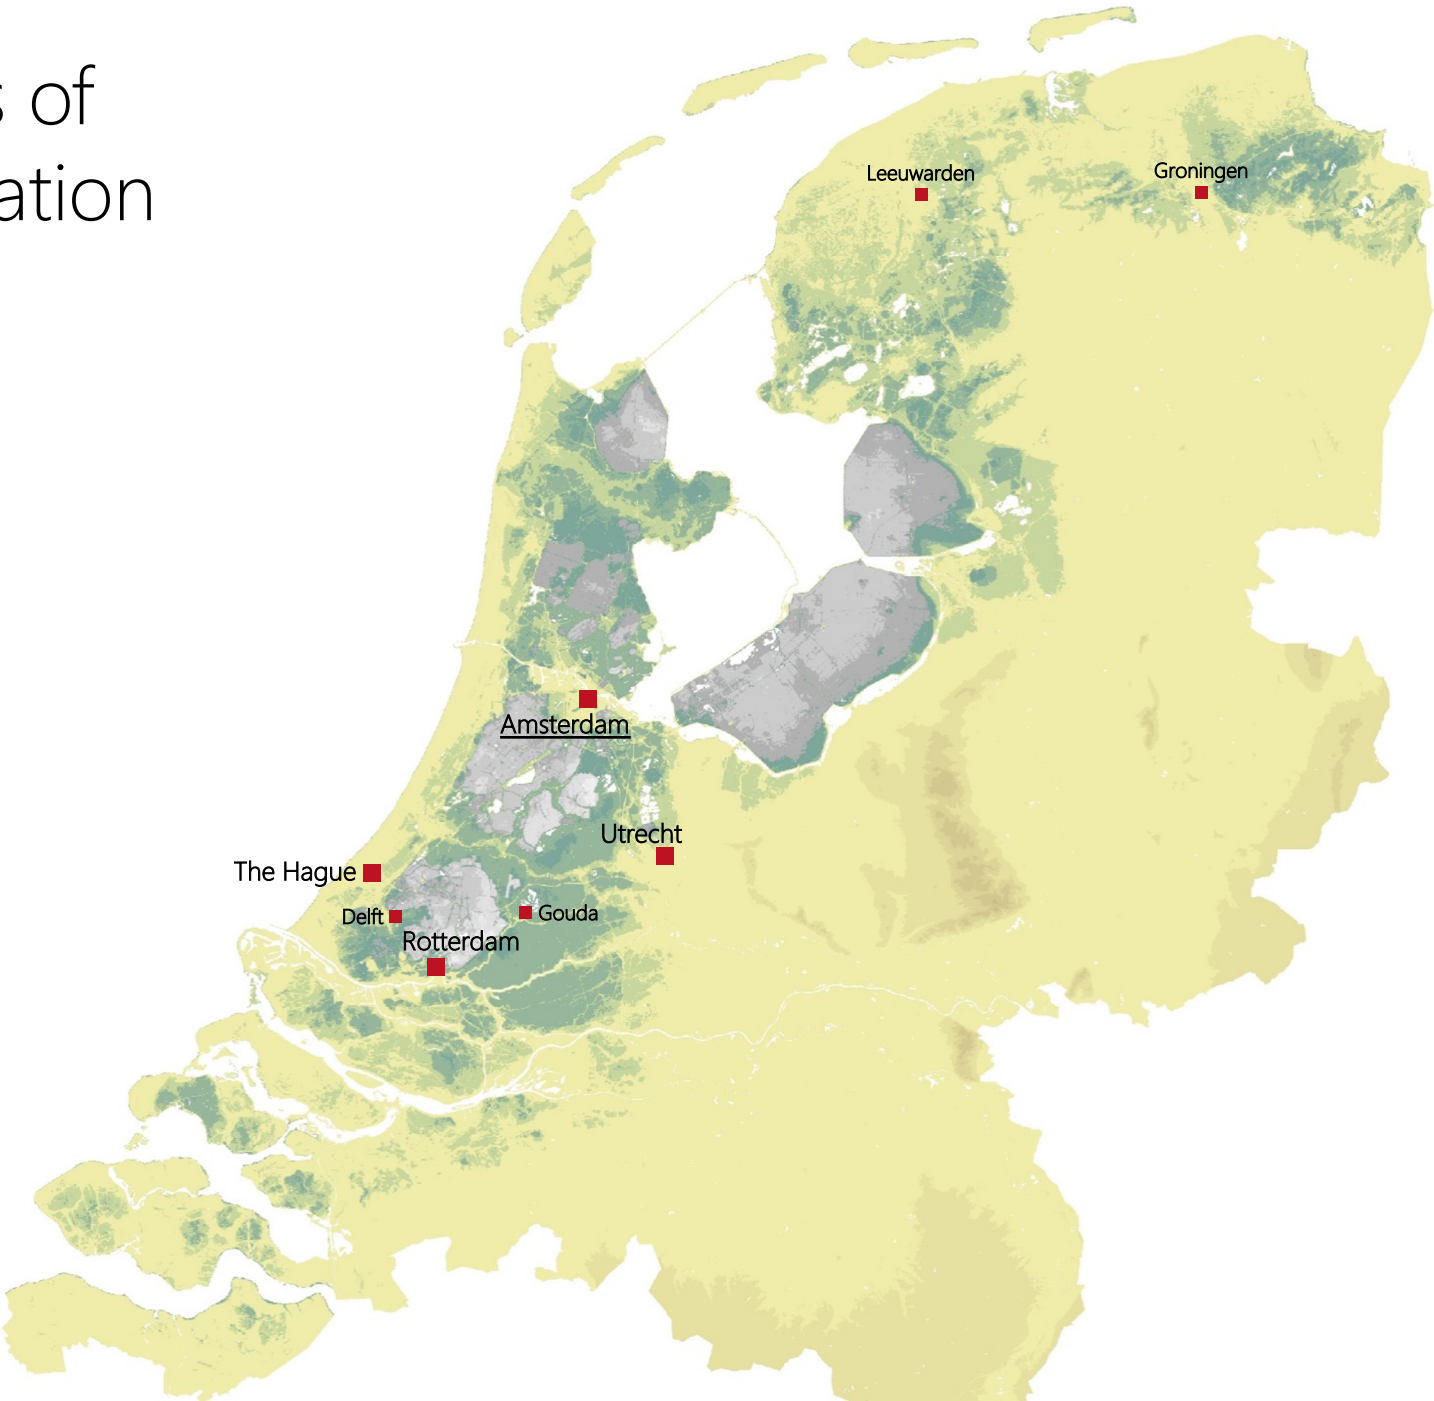 of
ation
Leeuwarden
Groningen
Amsterdam
Utrecht
The Hague
Delft
Gouda
Rotterdam